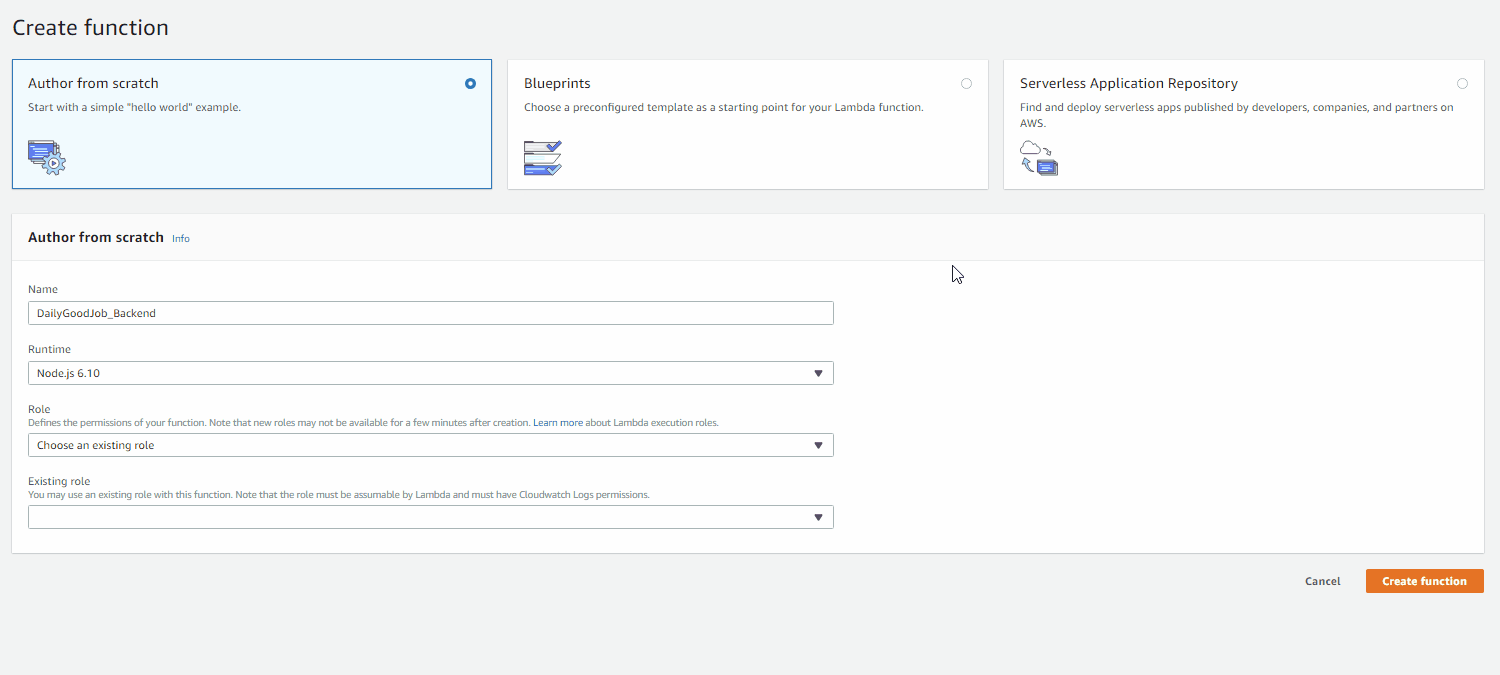 Create function
Author from scratch
Start with a simple "hello world" example.
Blueprints
Choose a preconfigured template as a starting point for your Lambda function.
Serverless Application Repository
Find and deploy serverless apps published by developers, companies, and partners on
AWS.
Author from scratch Info
Name
DailyGoodJob_Backend
Runtime
Node.js 6.10
Role
Defines the permissions of your function. Note that new roles may not be available for a few minutes after creation. Learn more about Lambda execution roles.
Choose an existing role
Existing role
You may use an existing role with this function. Note that the role must be assumable by Lambda and must have Cloudwatch Logs permissions.
Cancel Create function